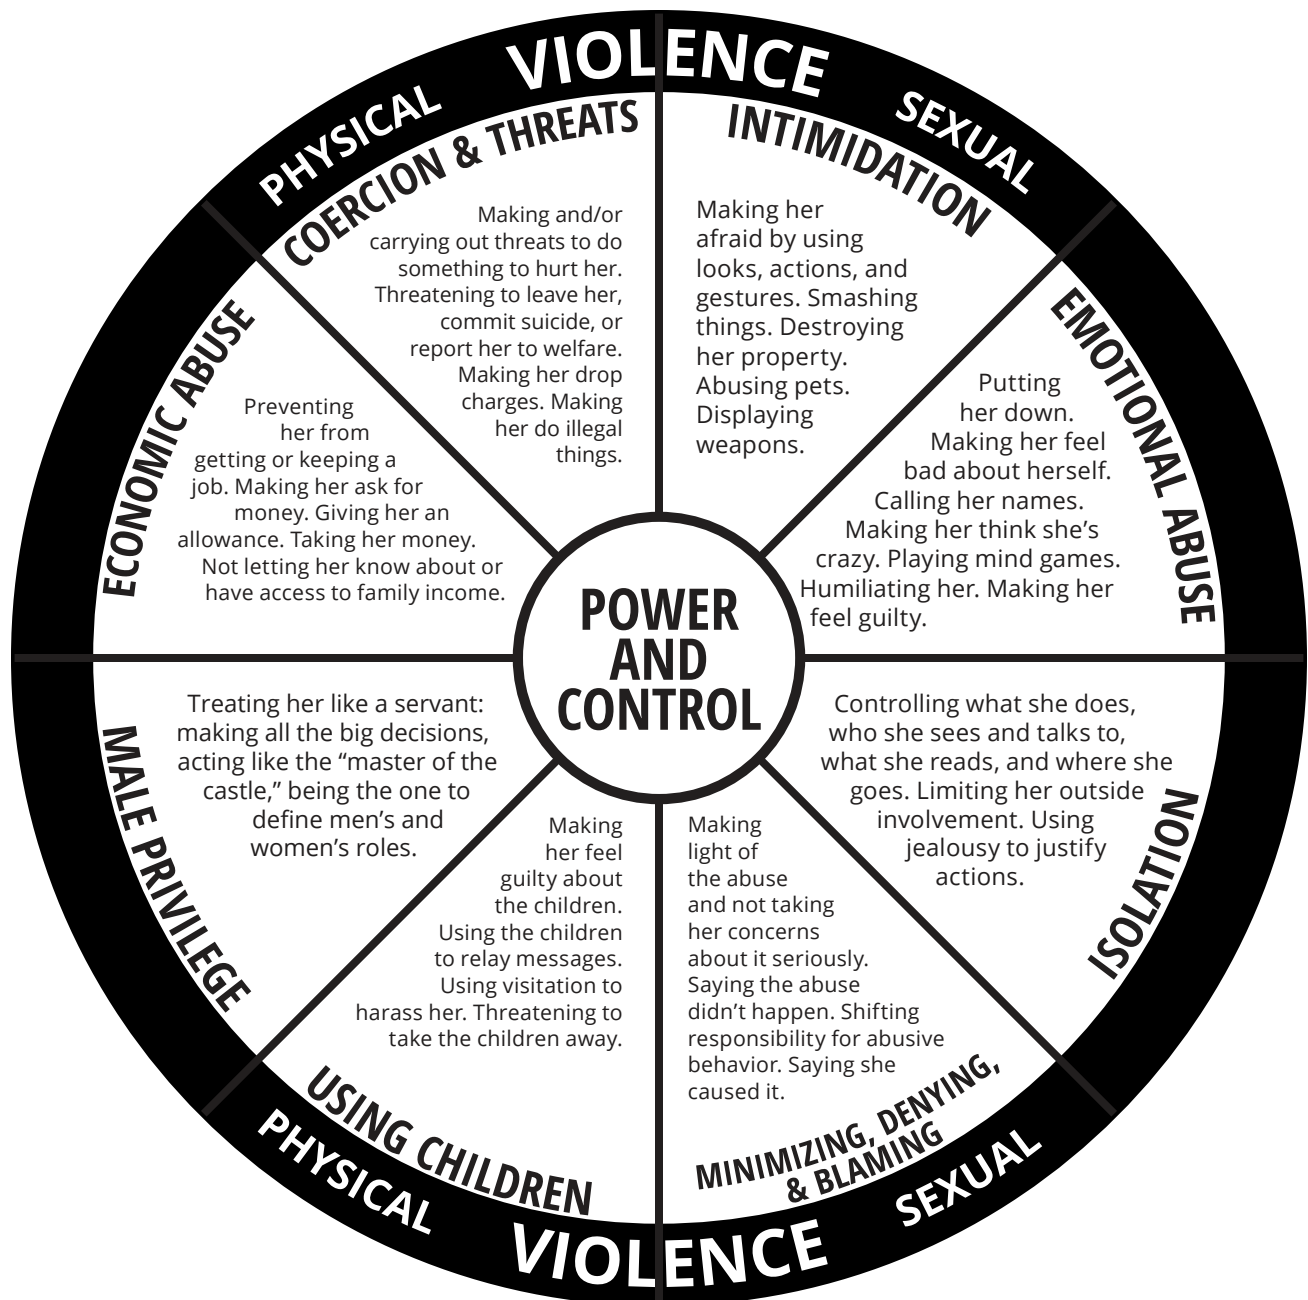 PHYSICAL VIOLENCE SEXUAL
COERCION & THREATS
Making and/or
carrying out threats to do
something to hurt her.
Threatening to leave her,
commit suicide, or
report her to welfare.
Making her drop
charges. Making
her do illegal
things.
INTIMIDATION
Making her
afraid by using
looks, actions, and
gestures. Smashing
things. Destroying
her property.
Abusing pets.
Displaying
weapons.
EMOTIONAL ABUSE
Putting
her down.
Making her feel
bad about herself.
Calling her names.
Making her think she’s
crazy. Playing mind games.
Humiliating her. Making her
feel guilty.
ISOLATION
Controlling what she does,
who she sees and talks to,
what she reads, and where she
goes. Limiting her outside
involvement. Using
jealousy to justify
actions.
MINIMIZING, DENYING,
& BLAMING
Making
light of
the abuse
and not taking
her concerns
about it seriously.
Saying the abuse
didn’t happen. Shifting
responsibility for abusive
behavior. Saying she
caused it.
USING CHILDREN
Making
her feel
guilty about
the children.
Using the children
to relay messages.
Using visitation to
harass her. Threatening to
take the children away.
MALE PRIVILEGE
Treating her like a servant:
making all the big decisions,
acting like the “master of the
castle,” being the one to
define men’s and
women’s roles.
ECONOMIC ABUSE
Preventing
her from
getting or keeping a
job. Making her ask for
money. Giving her an
allowance. Taking her money.
Not letting her know about or
have access to family income.
POWER
AND
CONTROL
PHYSICAL VIOLENCE SEXUAL